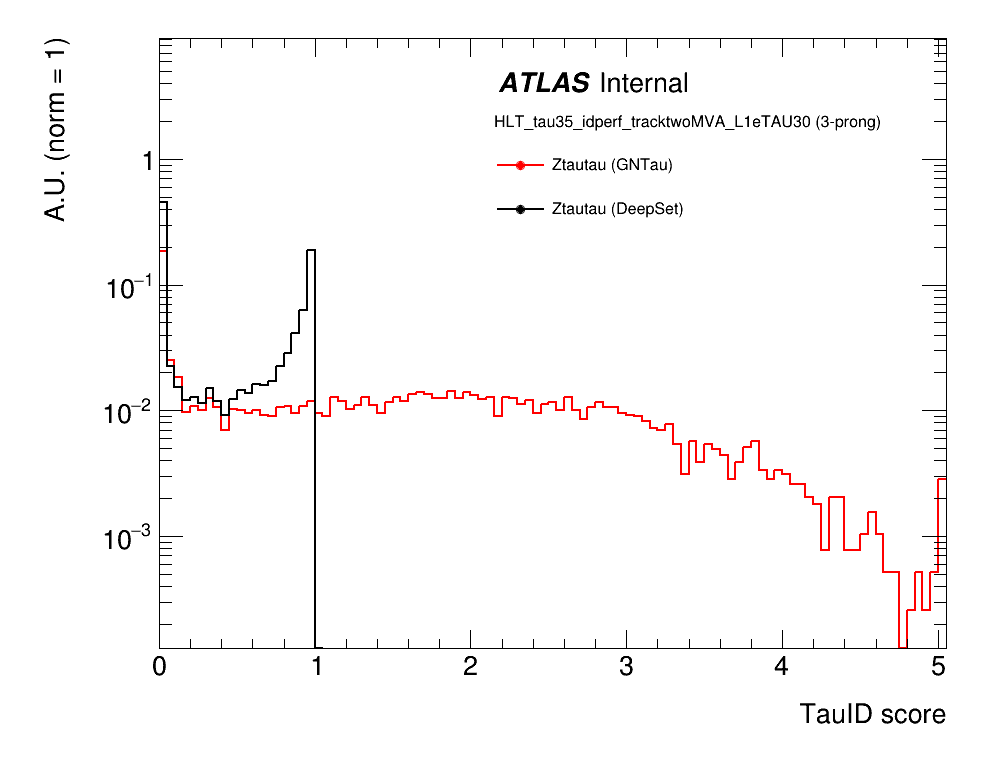 A.U. (norm = 1)
ATLAS Internal
HLT_tau35_idperf_tracktwoMVA_L1eTAU30 (3-prong)
Ztautau (GNTau)
Ztautau (DeepSet)
1
10⁻¹
10⁻²
10⁻³
0 1 2 3 4 5
TauID score